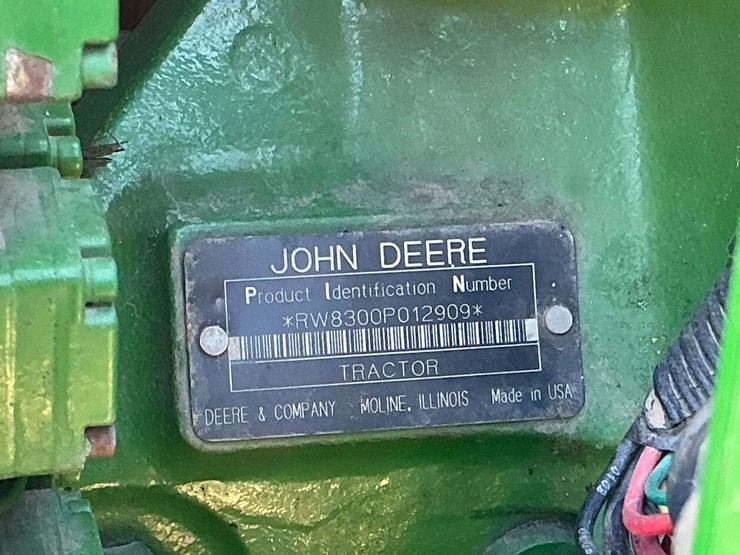 JOHN DEERE
Product Identification Number
*RW8300P012909*
TRACTOR
DEERE & COMPANY MOLINE, ILLINOIS Made in USA